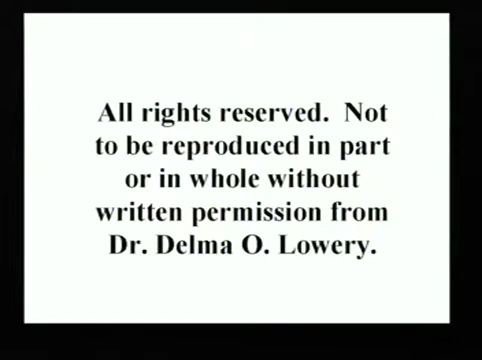 All rights reserved. Not
to be reproduced in part
or in whole without
written permission from
Dr. Delma O. Lowery.